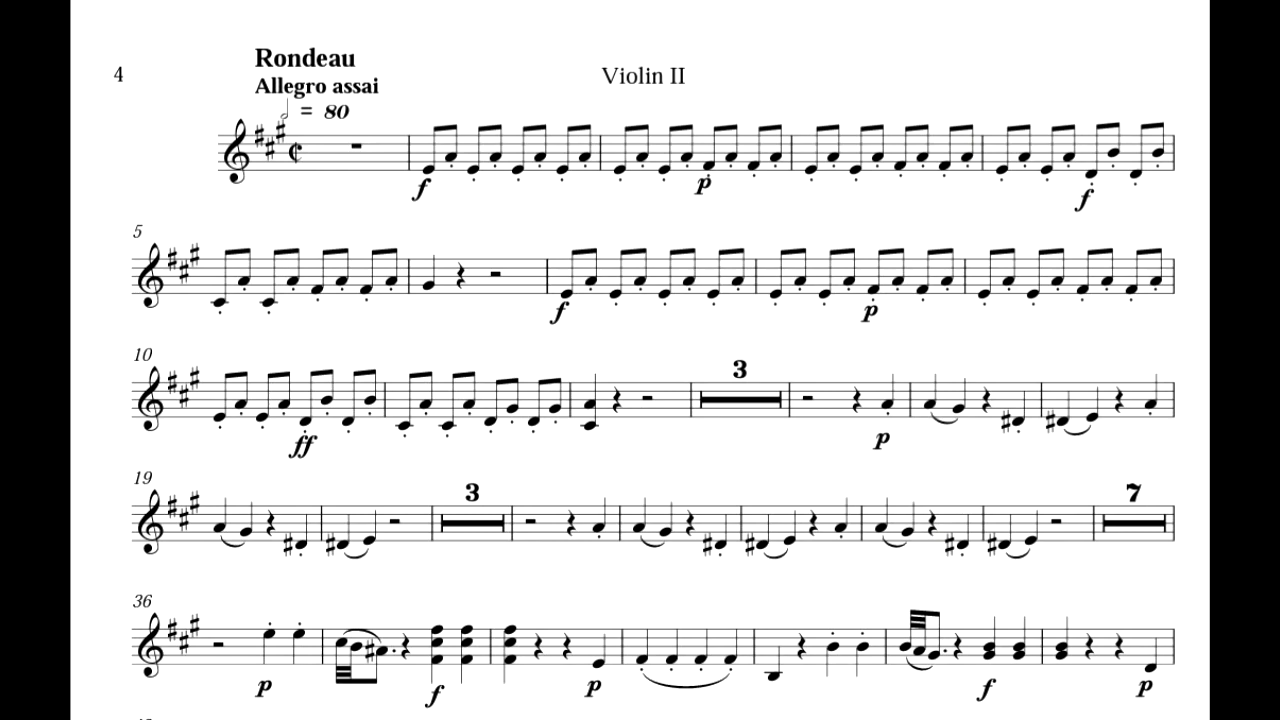 Rondeau
4
Violin II
Allegro assai
= 80
f p f
5
f p
10
3
ff p
19
3 7
36
p f p f p